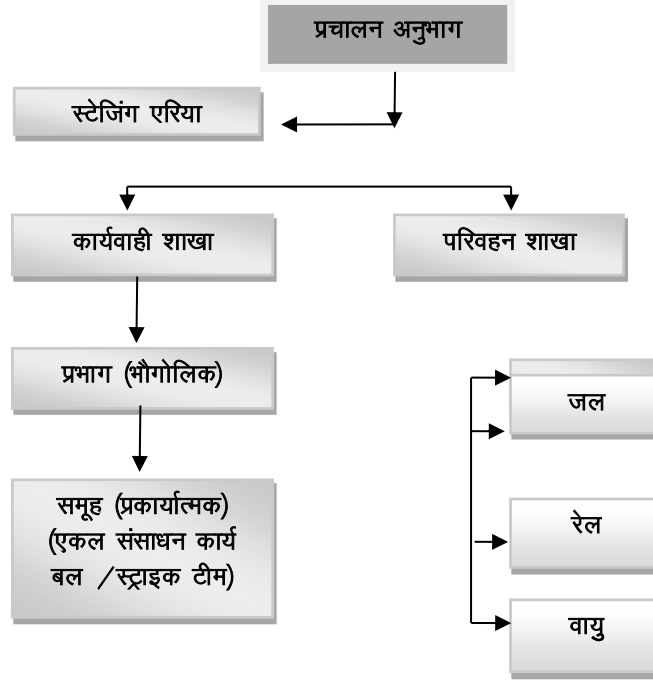 प्रचालन अनुभाग
स्टेजिंग एरिया
कार्यवाही शाखा
परिवहन शाखा
प्रभाग (भौगोलिक)
जल
समूह (प्रकार्यात्मक)
(एकल संसाधन कार्य
बल /स्ट्राइक टीम)
रेल
वायु